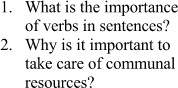 1. What is the importance
of verbs in sentences?
2. Why is it important to
take care of communal
resources?